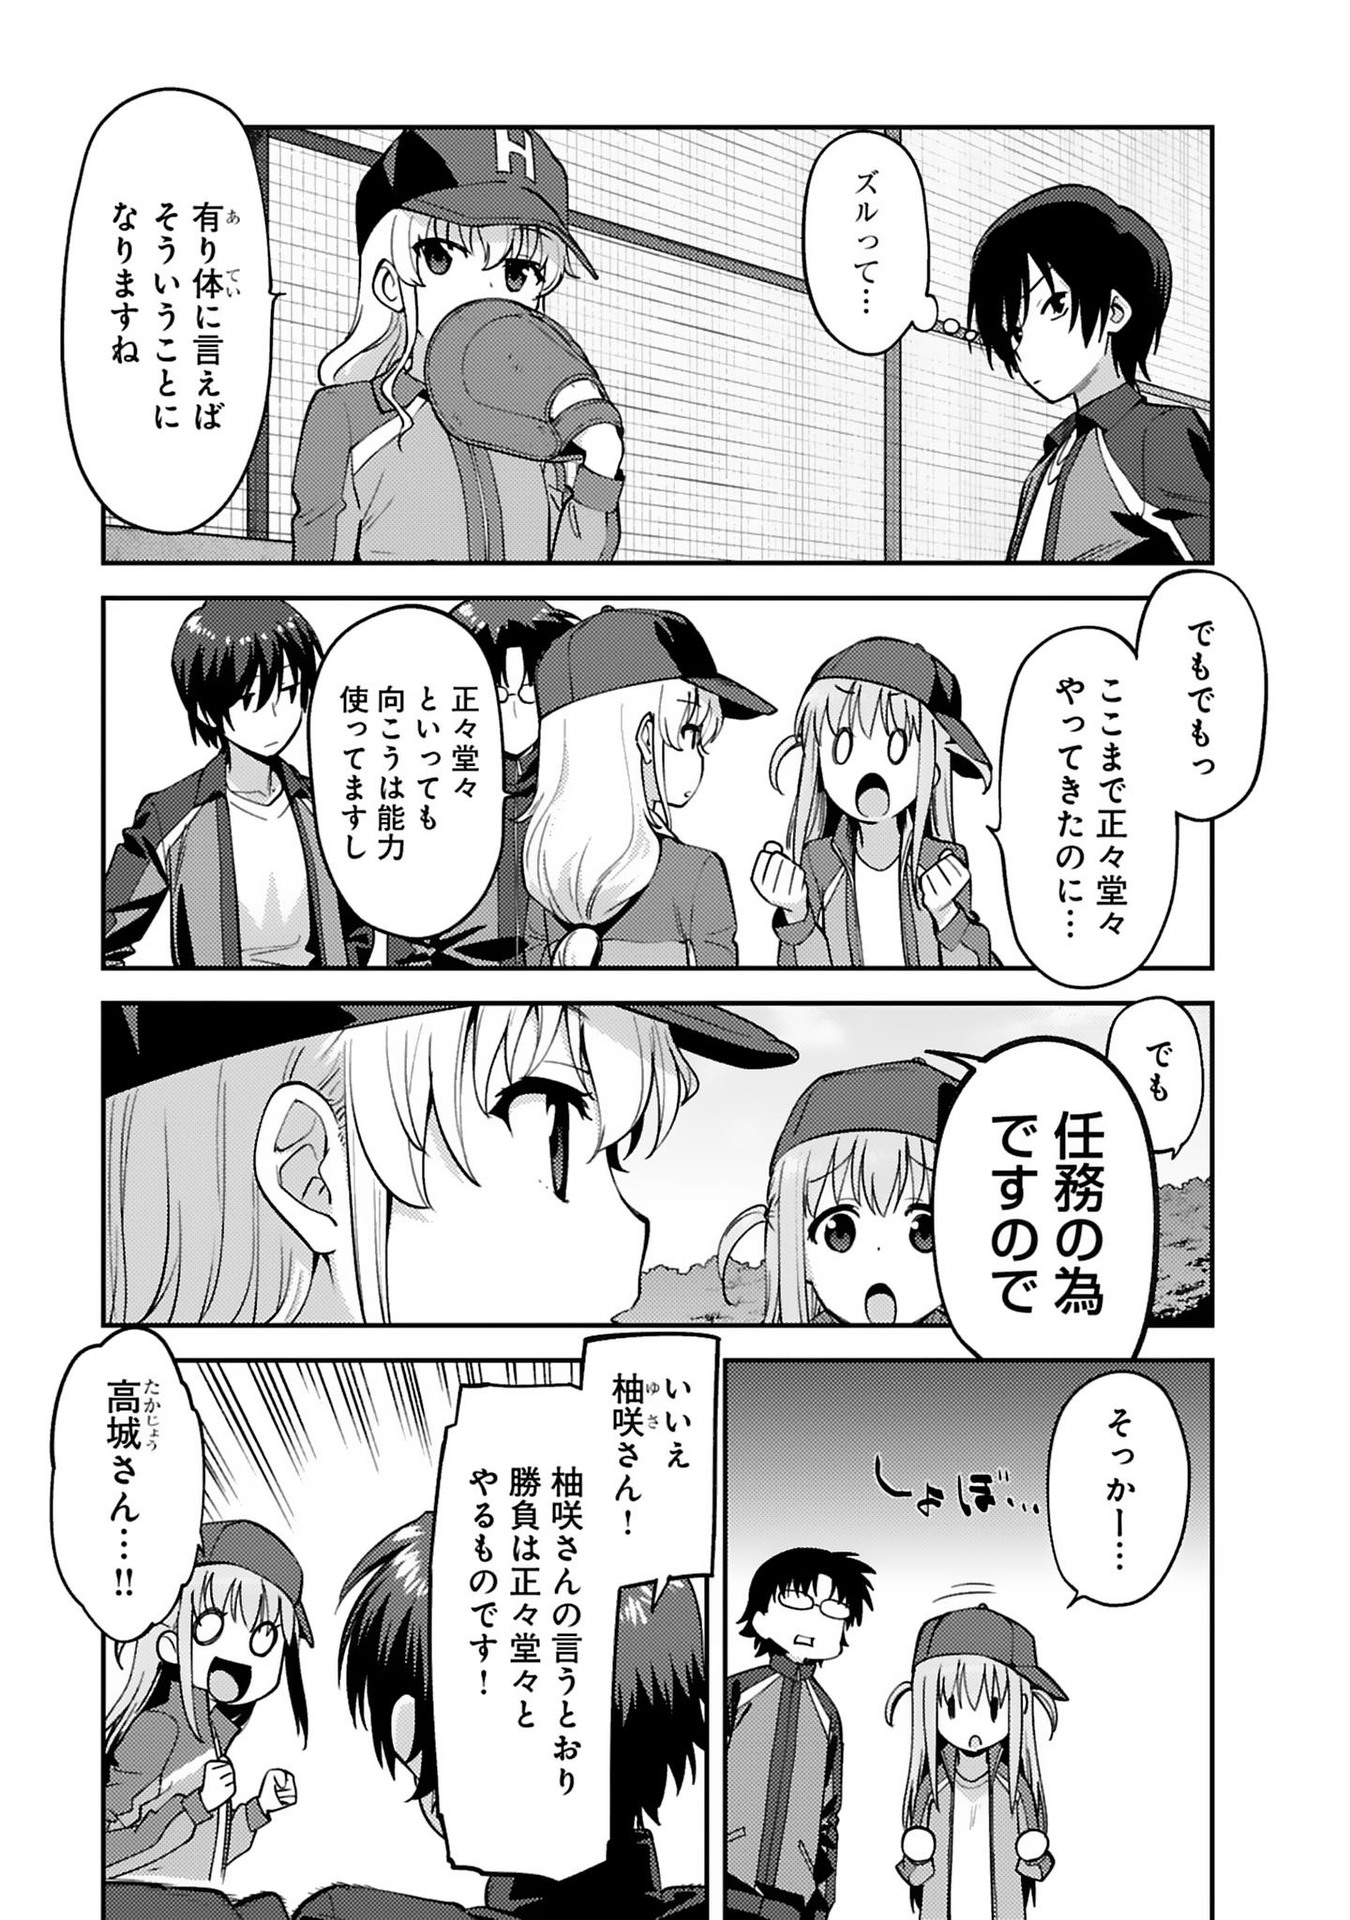 ズルって…
H
有り体に言えば
そういうことに
なりますね
でもでもっ
ここまで正々堂々
やってきたのに…
正々堂々
といっても
向こうは能力
使ってますし
でも
任務の為
ですので
そっかー…
しょぼ…
いいえ
柚咲さん！
柚咲さんの言うとおり
勝負は正々堂々と
やるものです！
高城さん…!!